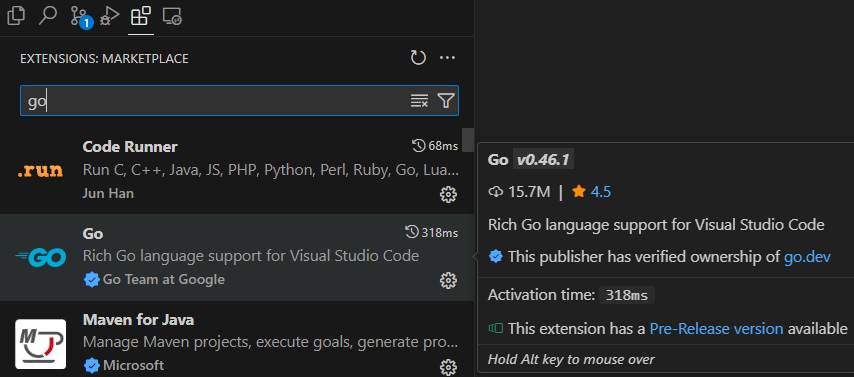 1
EXTENSIONS: MARKETPLACE
go
Code Runner
68ms
.run
Run C, C++, Java, JS, PHP, Python, Perl, Ruby, Go, Lua...
Jun Han
Go
318ms
GO
Rich Go language support for Visual Studio Code
Go Team at Google
Maven for Java
M
Manage Maven projects, execute goals, generate pro...
Microsoft
Go v0.46.1
15.7M | 4.5
Rich Go language support for Visual Studio Code
This publisher has verified ownership of go.dev
Activation time: 318ms
This extension has a Pre-Release version available
Hold Alt key to mouse over